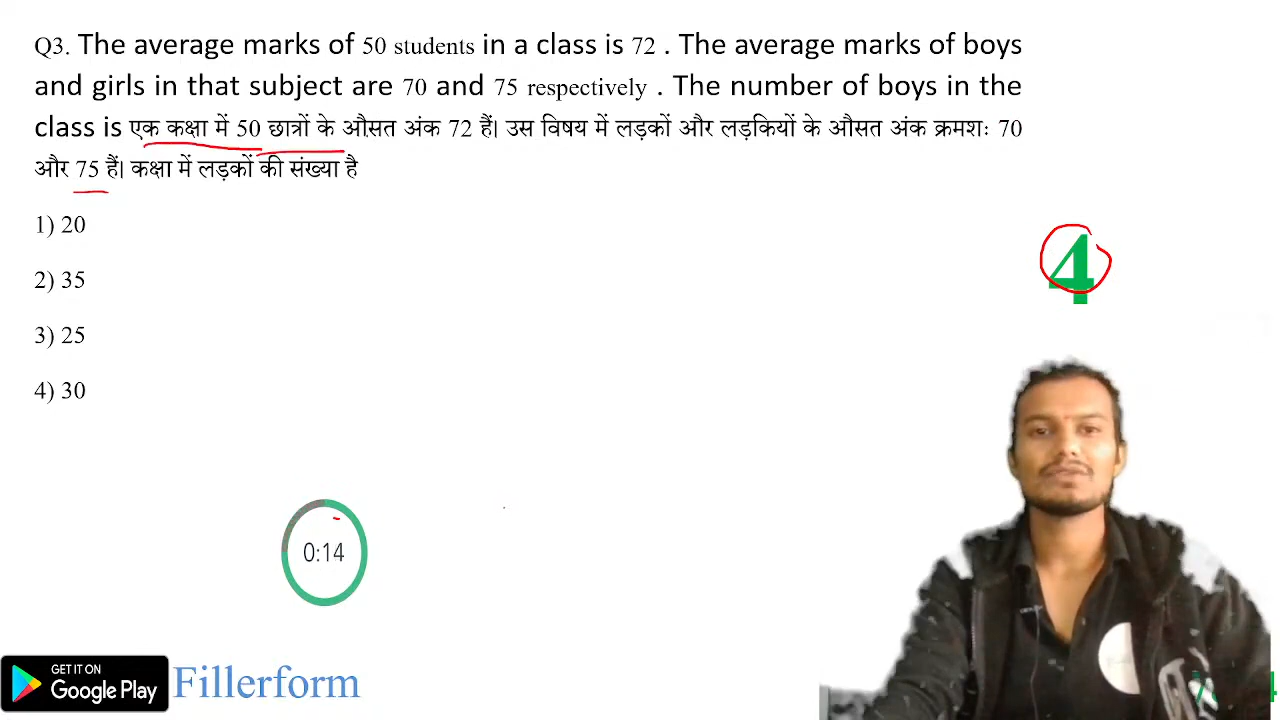 Q3. The average marks of 50 students in a class is 72 . The average marks of boys
and girls in that subject are 70 and 75 respectively . The number of boys in the
class is एक कक्षा में 50 छात्रों के औसत अंक 72 हैं। उस विषय में लड़कों और लड़कियों के औसत अंक क्रमशः 70
और 75 हैं। कक्षा में लड़कों की संख्या है
1) 20
2) 35
3) 25
4) 30
4
0:14
GET IT ON
Google Play
Fillerform